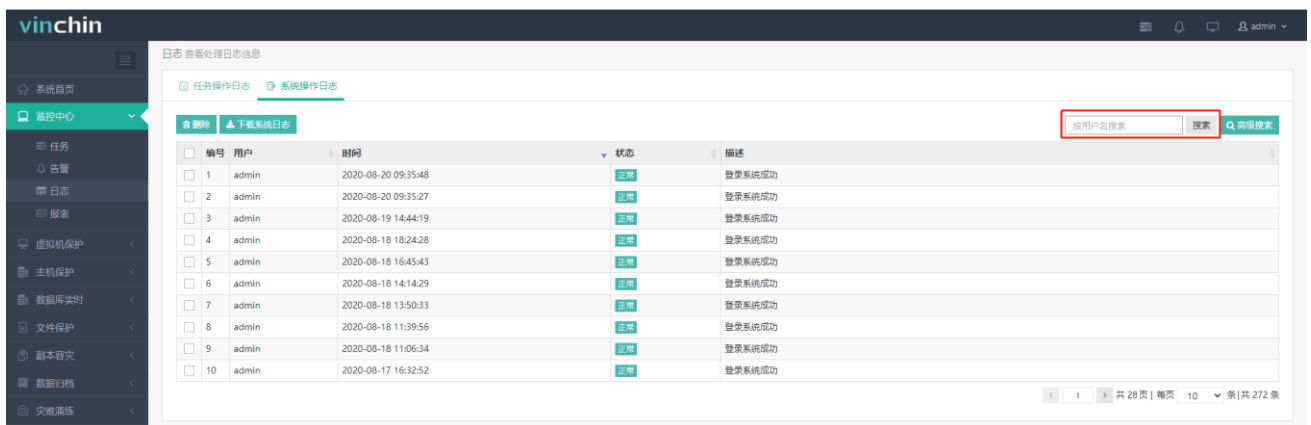 vinchin
admin
日志 查看处理日志信息
系统首页
监控中心
任务
告警
日志
报表
虚拟机保护
主机保护
数据库实时
文件保护
副本容灾
数据归档
灾难演练
任务操作日志 系统操作日志
删除 下载系统日志 按用户名搜索 搜索 高级搜索
编号 用户 时间 状态 描述
1 admin 2020-08-20 09:35:48 正常 登录系统成功
2 admin 2020-08-20 09:35:27 正常 登录系统成功
3 admin 2020-08-19 14:44:19 正常 登录系统成功
4 admin 2020-08-18 18:24:28 正常 登录系统成功
5 admin 2020-08-18 16:45:43 正常 登录系统成功
6 admin 2020-08-18 14:14:29 正常 登录系统成功
7 admin 2020-08-18 13:50:33 正常 登录系统成功
8 admin 2020-08-18 11:39:56 正常 登录系统成功
9 admin 2020-08-18 11:06:34 正常 登录系统成功
10 admin 2020-08-17 16:32:52 正常 登录系统成功
< 1 > 共 28 页 | 每页 10 条 | 共 272 条